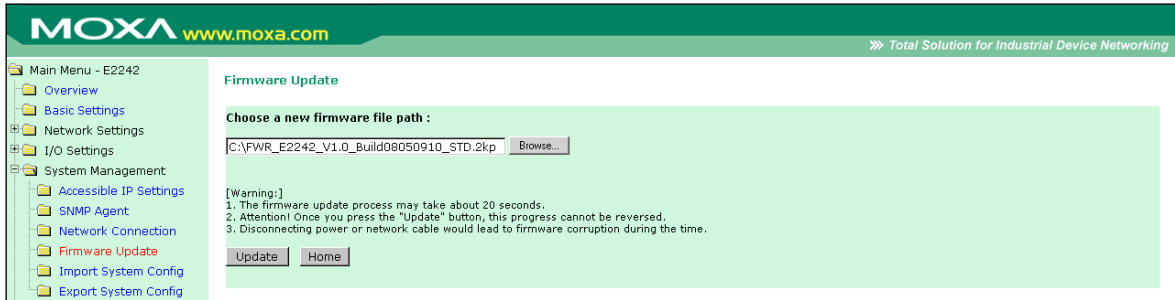 MOXA www.moxa.com
Total Solution for Industrial Device Networking
Main Menu - E2242
Overview
Basic Settings
Network Settings
I/O Settings
System Management
Accessible IP Settings
SNMP Agent
Network Connection
Firmware Update
Import System Config
Export System Config
Firmware Update
Choose a new firmware file path :
C:\FWR_E2242_V1.0_Build08050910_STD.2kp Browse...
[Warning:]
1. The firmware update process may take about 20 seconds.
2. Attention! Once you press the "Update" button, this progress cannot be reversed.
3. Disconnecting power or network cable would lead to firmware corruption during the time.
Update Home